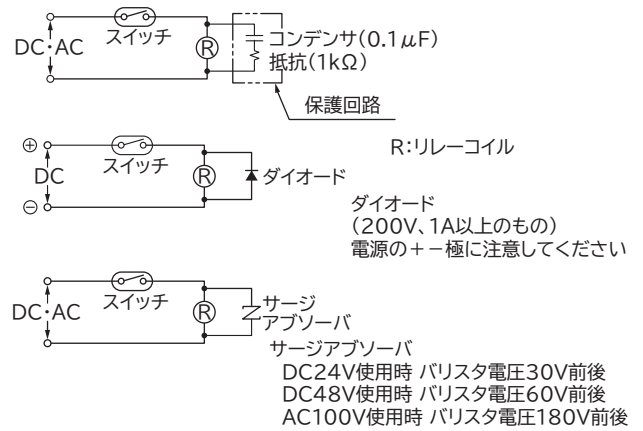 DC・AC
スイッチ
R
コンデンサ(0.1μF)
抵抗(1kΩ)
保護回路
⊕
DC
⊖
スイッチ
R
ダイオード
R:リレーコイル
ダイオード
(200V、1A以上のもの)
電源の+-極に注意してください
DC・AC
スイッチ
R
サージ
アブソーバ
サージアブソーバ
DC24V使用時 バリスタ電圧30V前後
DC48V使用時 バリスタ電圧60V前後
AC100V使用時 バリスタ電圧180V前後